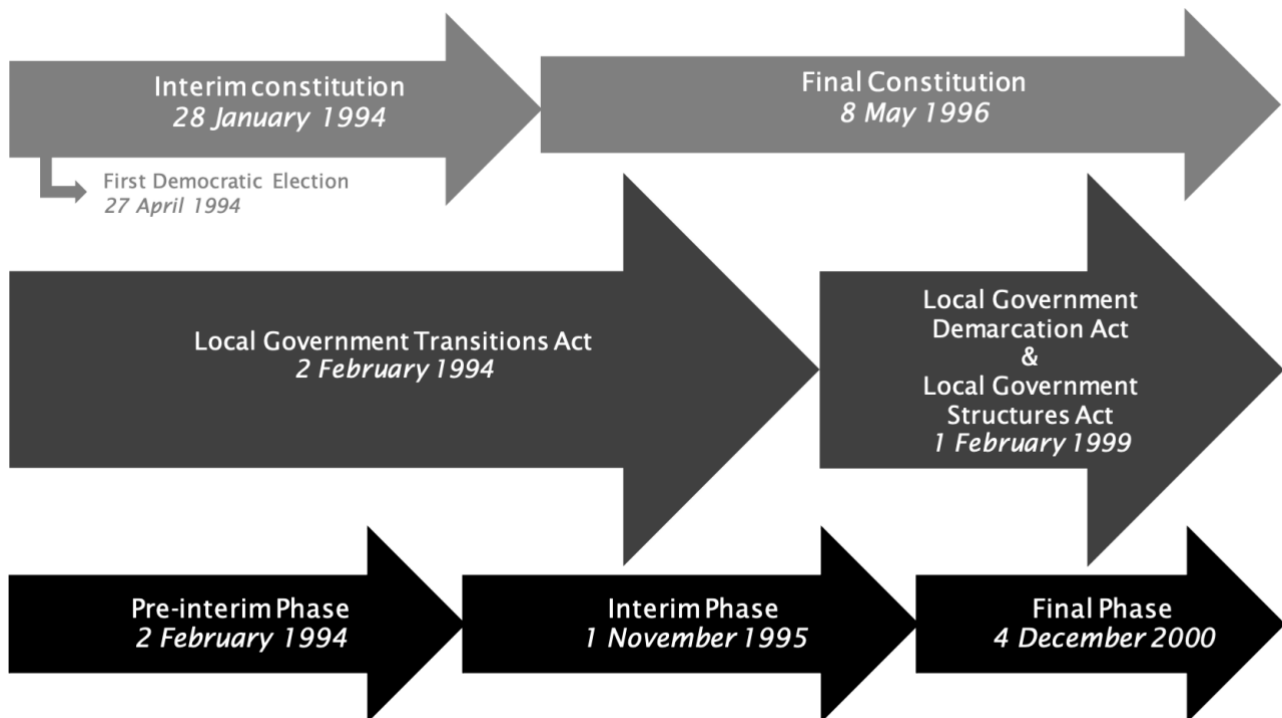 Interim constitution
28 January 1994
Final Constitution
8 May 1996
First Democratic Election
27 April 1994
Local Government Transitions Act
2 February 1994
Local Government
Demarcation Act
&
Local Government
Structures Act
1 February 1999
Pre-interim Phase
2 February 1994
Interim Phase
1 November 1995
Final Phase
4 December 2000